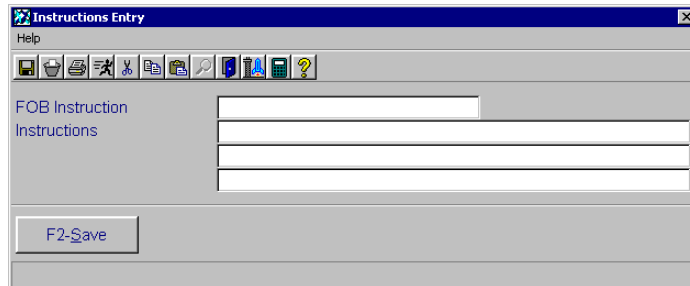 Instructions Entry
Help
FOB Instruction
Instructions
F2-Save